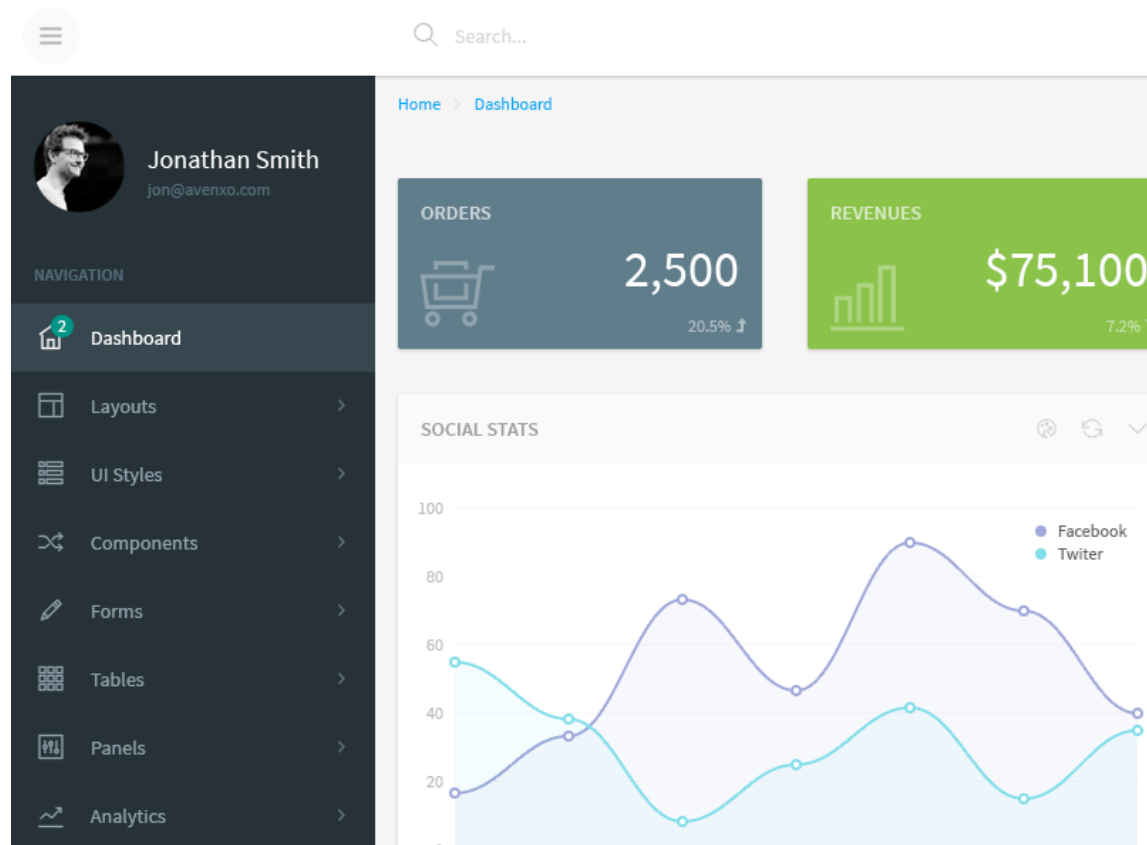 Search...
Jonathan Smith
jon@avenxo.com
NAVIGATION
2
Dashboard
Layouts
UI Styles
Components
Forms
Tables
Panels
Analytics
Home > Dashboard
ORDERS
2,500
20.5%
REVENUES
$75,100
7.2%
SOCIAL STATS
Facebook
Twiter
100
80
60
40
20